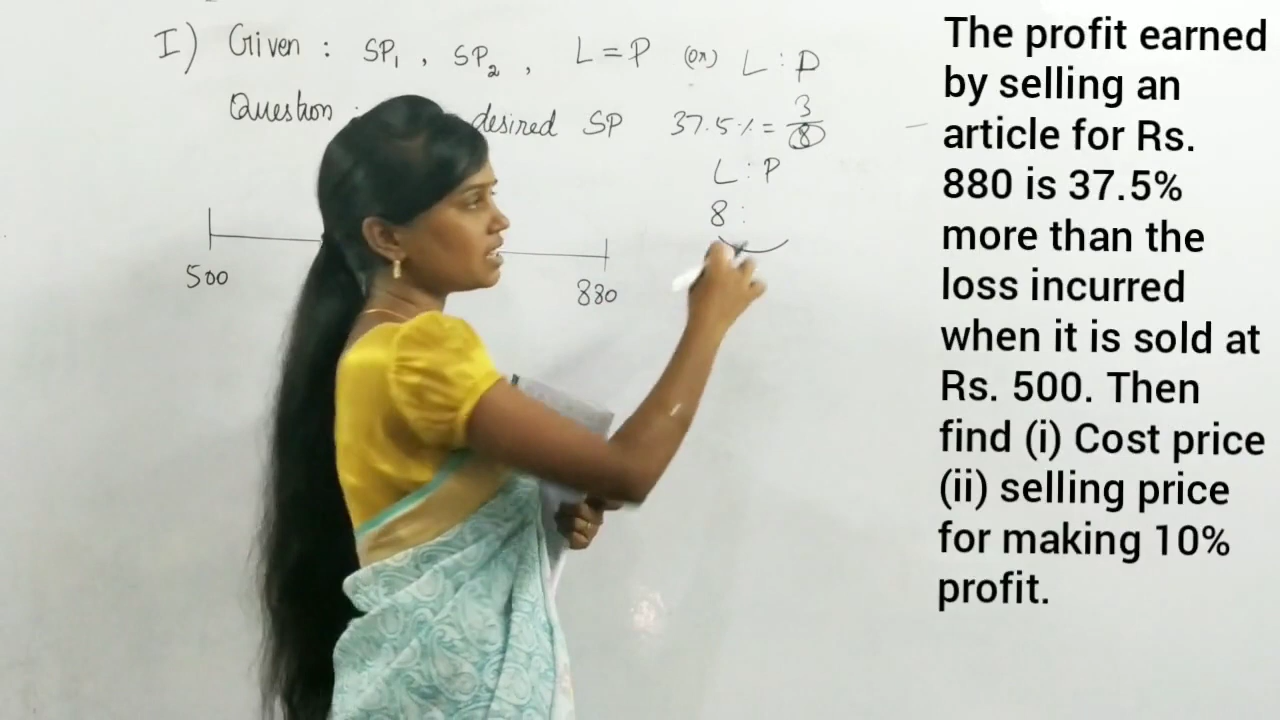 I) Given : SP₁ , SP₂ , L = P (or) L : P
Question : desired SP 37.5% = 3/8
L : P
8 :
500
880
The profit earned
by selling an
article for Rs.
880 is 37.5%
more than the
loss incurred
when it is sold at
Rs. 500. Then
find (i) Cost price
(ii) selling price
for making 10%
profit.